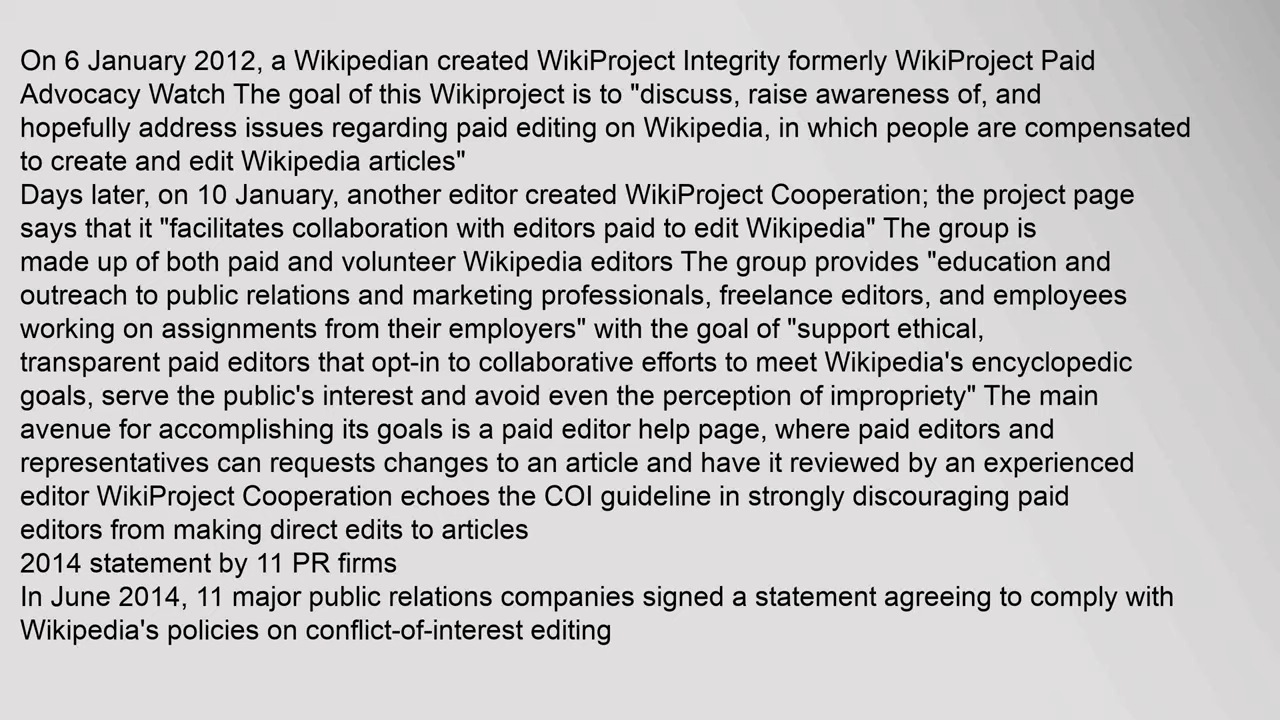 On 6 January 2012, a Wikipedian created WikiProject Integrity formerly WikiProject Paid
Advocacy Watch The goal of this Wikiproject is to "discuss, raise awareness of, and
hopefully address issues regarding paid editing on Wikipedia, in which people are compensated
to create and edit Wikipedia articles"
Days later, on 10 January, another editor created WikiProject Cooperation; the project page
says that it "facilitates collaboration with editors paid to edit Wikipedia" The group is
made up of both paid and volunteer Wikipedia editors The group provides "education and
outreach to public relations and marketing professionals, freelance editors, and employees
working on assignments from their employers" with the goal of "support ethical,
transparent paid editors that opt-in to collaborative efforts to meet Wikipedia's encyclopedic
goals, serve the public's interest and avoid even the perception of impropriety" The main
avenue for accomplishing its goals is a paid editor help page, where paid editors and
representatives can requests changes to an article and have it reviewed by an experienced
editor WikiProject Cooperation echoes the COI guideline in strongly discouraging paid
editors from making direct edits to articles
2014 statement by 11 PR firms
In June 2014, 11 major public relations companies signed a statement agreeing to comply with
Wikipedia's policies on conflict-of-interest editing